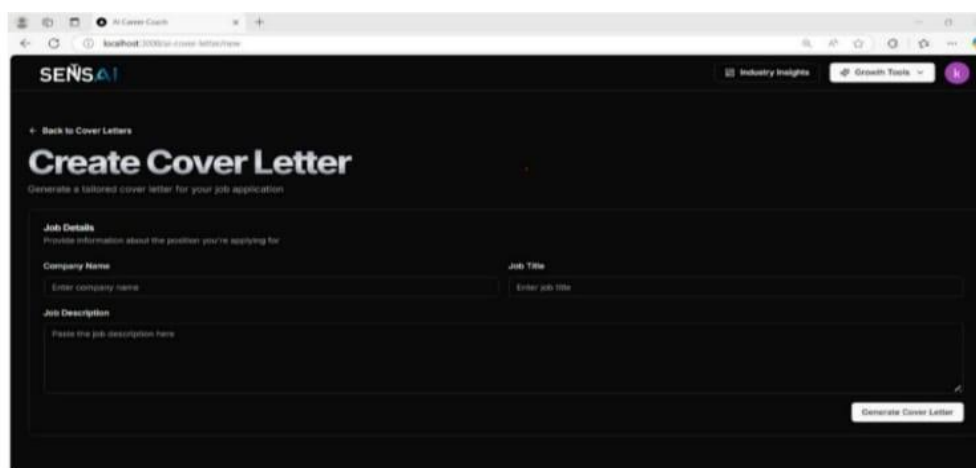 AI Career Coach
localhost:3000/ai-cover-letter/new
SENSAI
Industry Insights
Growth Tools
k
Back to Cover Letters
Create Cover Letter
Generate a tailored cover letter for your job application
Job Details
Provide information about the position you're applying for
Company Name
Job Title
Enter company name
Enter job title
Job Description
Paste the job description here
Generate Cover Letter